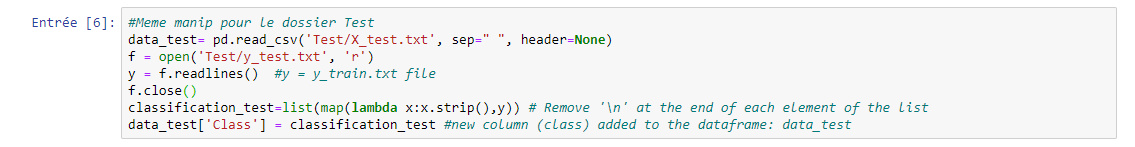 Entrée [6]: #Meme manip pour le dossier Test
data_test= pd.read_csv('Test/X_test.txt', sep=" ", header=None)
f = open('Test/y_test.txt', 'r')
y = f.readlines()  #y = y_train.txt file
f.close()
classification_test=list(map(lambda x:x.strip(),y)) # Remove '\n' at the end of each element of the list
data_test['Class'] = classification_test #new column (class) added to the dataframe: data_test